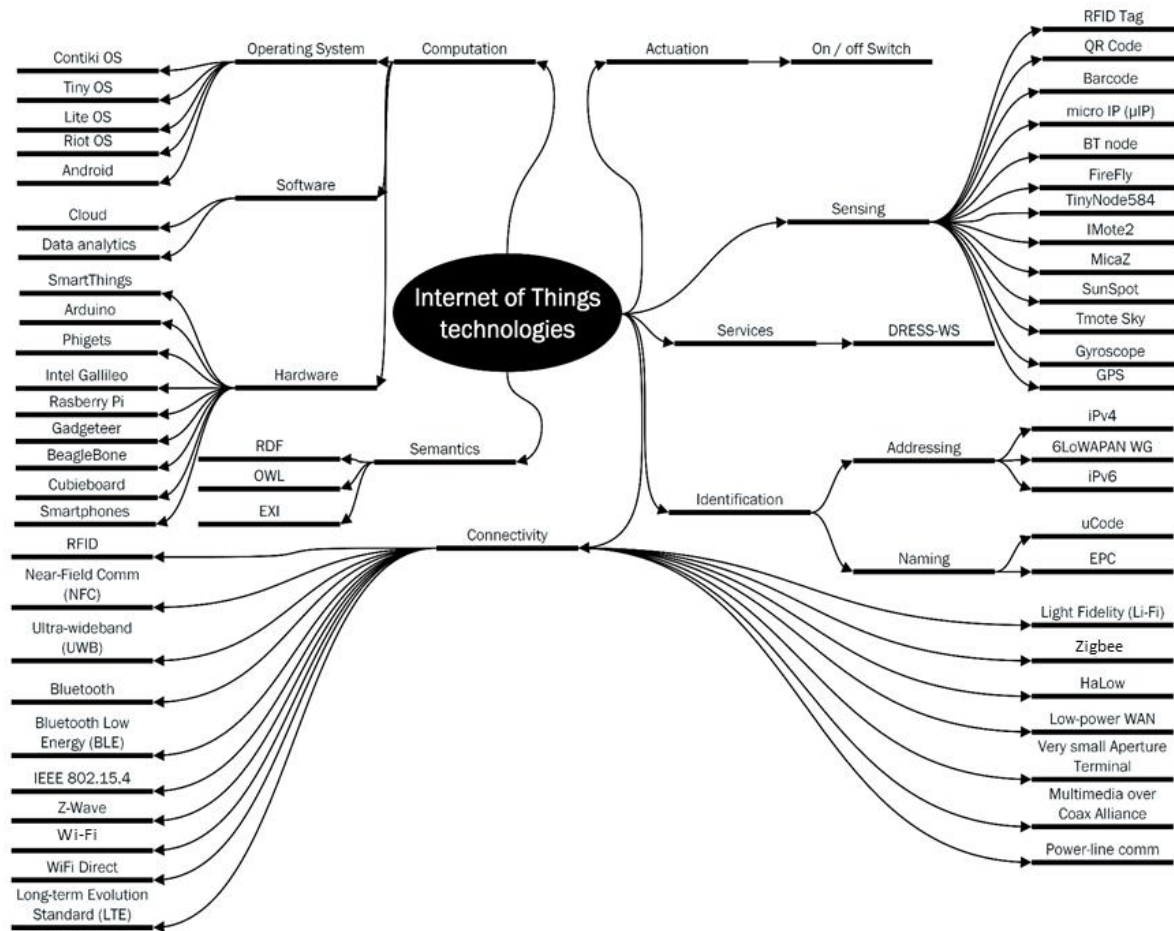 Internet of Things
technologies
Computation
Operating System
Contiki OS
Tiny OS
Lite OS
Riot OS
Android
Software
Cloud
Data analytics
Hardware
SmartThings
Arduino
Phigets
Intel Gallileo
Rasberry Pi
Gadgeteer
BeagleBone
Cubieboard
Smartphones
Semantics
RDF
OWL
EXI
Actuation
On / off Switch
Sensing
RFID Tag
QR Code
Barcode
micro IP (µIP)
BT node
FireFly
TinyNode584
IMote2
MicaZ
SunSpot
Tmote Sky
Gyroscope
GPS
Services
DRESS-WS
Identification
Addressing
iPv4
6LoWAPAN WG
iPv6
Naming
uCode
EPC
Connectivity
RFID
Near-Field Comm
(NFC)
Ultra-wideband
(UWB)
Bluetooth
Bluetooth Low
Energy (BLE)
IEEE 802.15.4
Z-Wave
Wi-Fi
WiFi Direct
Long-term Evolution
Standard (LTE)
Light Fidelity (Li-Fi)
Zigbee
HaLow
Low-power WAN
Very small Aperture
Terminal
Multimedia over
Coax Alliance
Power-line comm